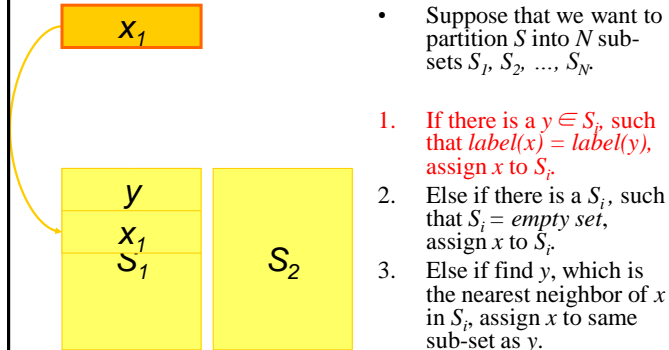 x1
y
x1
S1
S2
• Suppose that we want to
partition S into N sub-
sets S1, S2, ..., SN.
1. If there is a y ∈ Si, such
that label(x) = label(y),
assign x to Si.
2. Else if there is a Si , such
that Si = empty set,
assign x to Si.
3. Else if find y, which is
the nearest neighbor of x
in Si, assign x to same
sub-set as y.